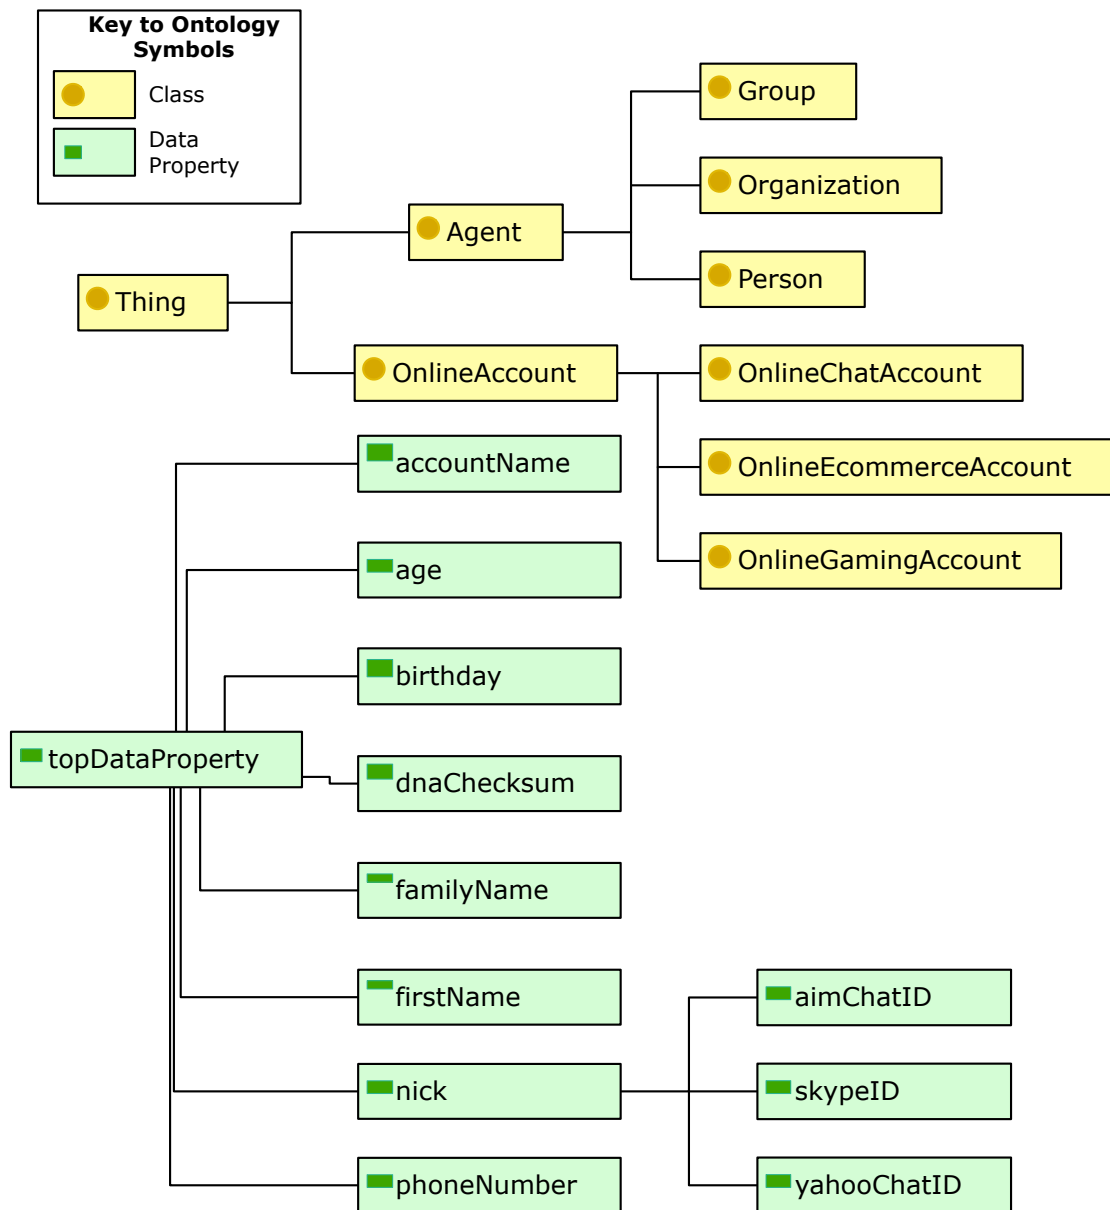 Key to Ontology
Symbols
Class
Data
Property
Group
Organization
Agent
Person
Thing
OnlineAccount
OnlineChatAccount
accountName
OnlineEcommerceAccount
OnlineGamingAccount
age
birthday
topDataProperty
dnaChecksum
familyName
firstName
aimChatID
nick
skypeID
phoneNumber
yahooChatID